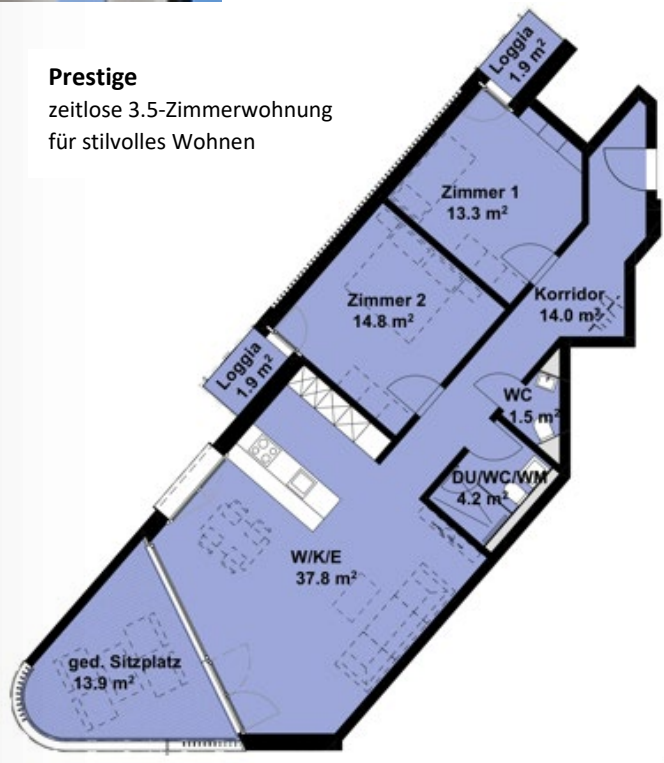 Prestige
zeitlose 3.5-Zimmerwohnung
für stilvolles Wohnen
Loggia
1.9 m²
Zimmer 1
13.3 m²
Zimmer 2
14.8 m²
Korridor
14.0 m²
Loggia
1.9 m²
WC
1.5 m²
DU/WC/WM
4.2 m²
W/K/E
37.8 m²
ged. Sitzplatz
13.9 m²